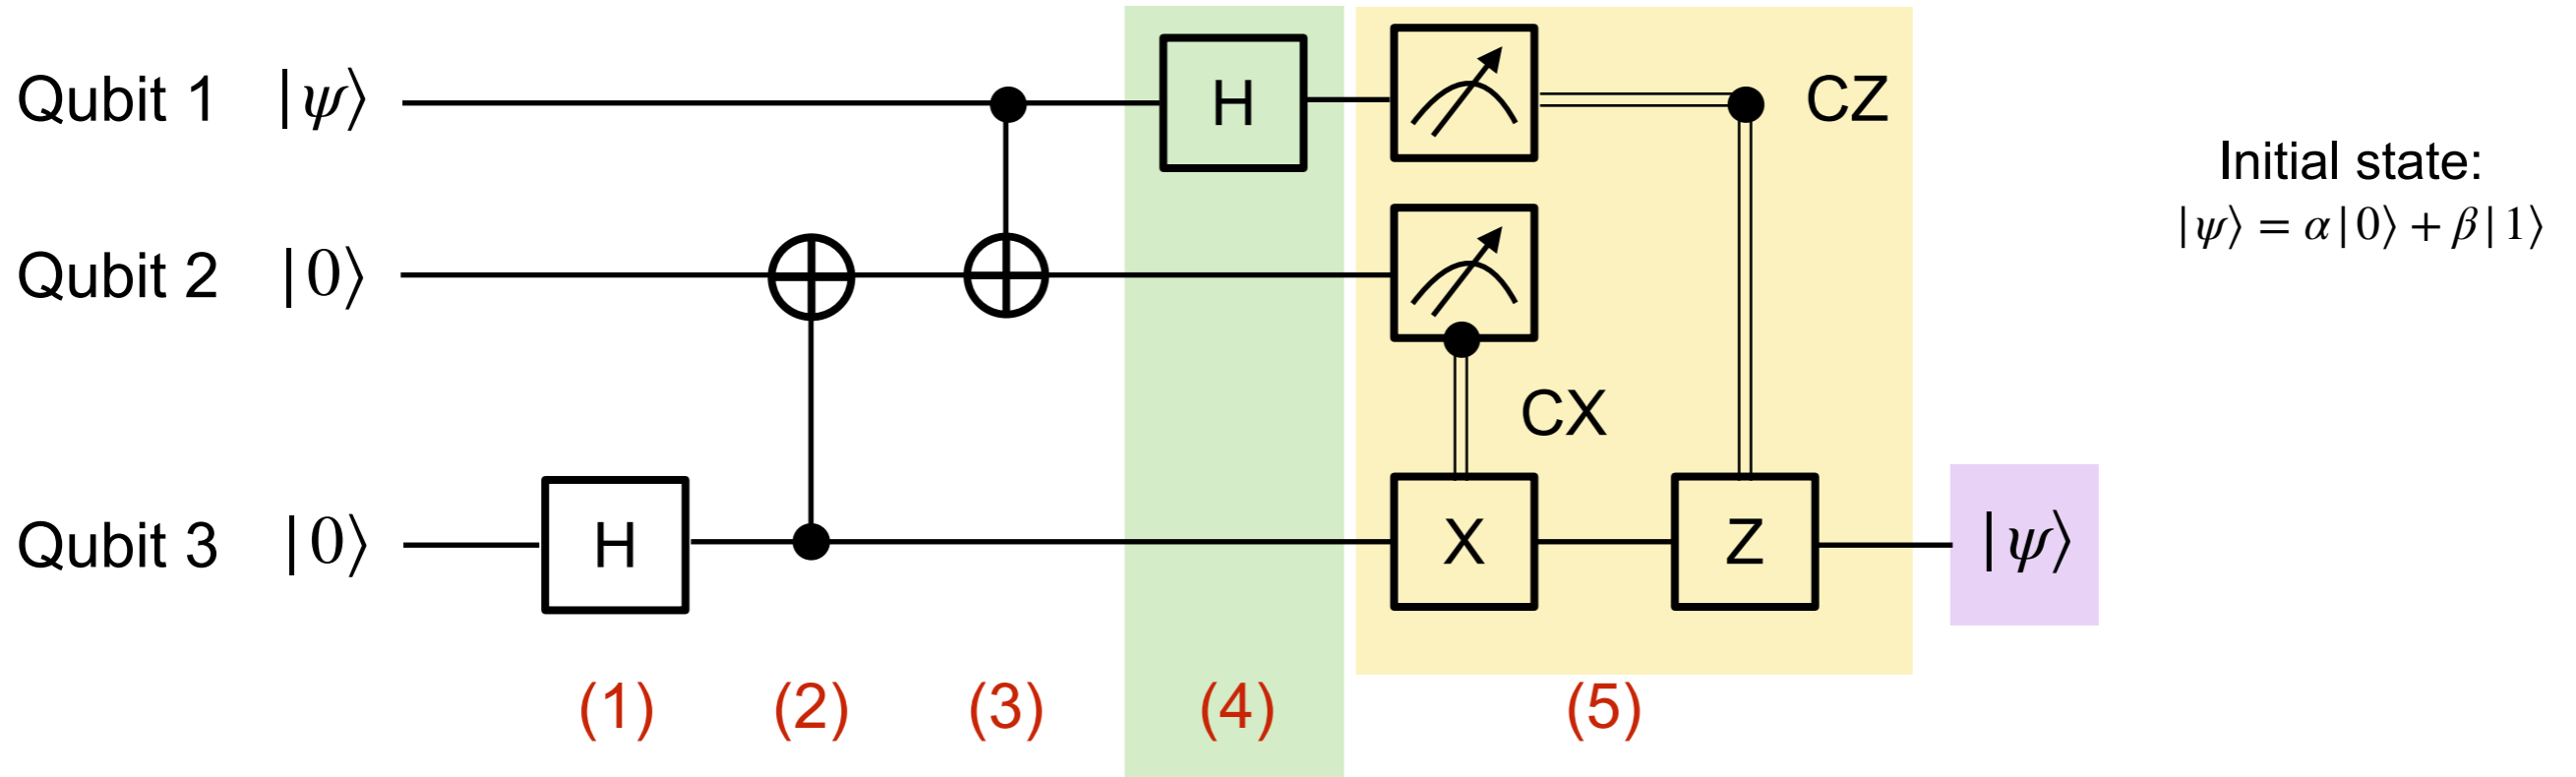 Qubit 1 |ψ⟩ H CZ
Initial state:
|ψ⟩ = α|0⟩ + β|1⟩
Qubit 2 |0⟩
CX
Qubit 3 |0⟩ H X Z |ψ⟩
(1) (2) (3) (4) (5)